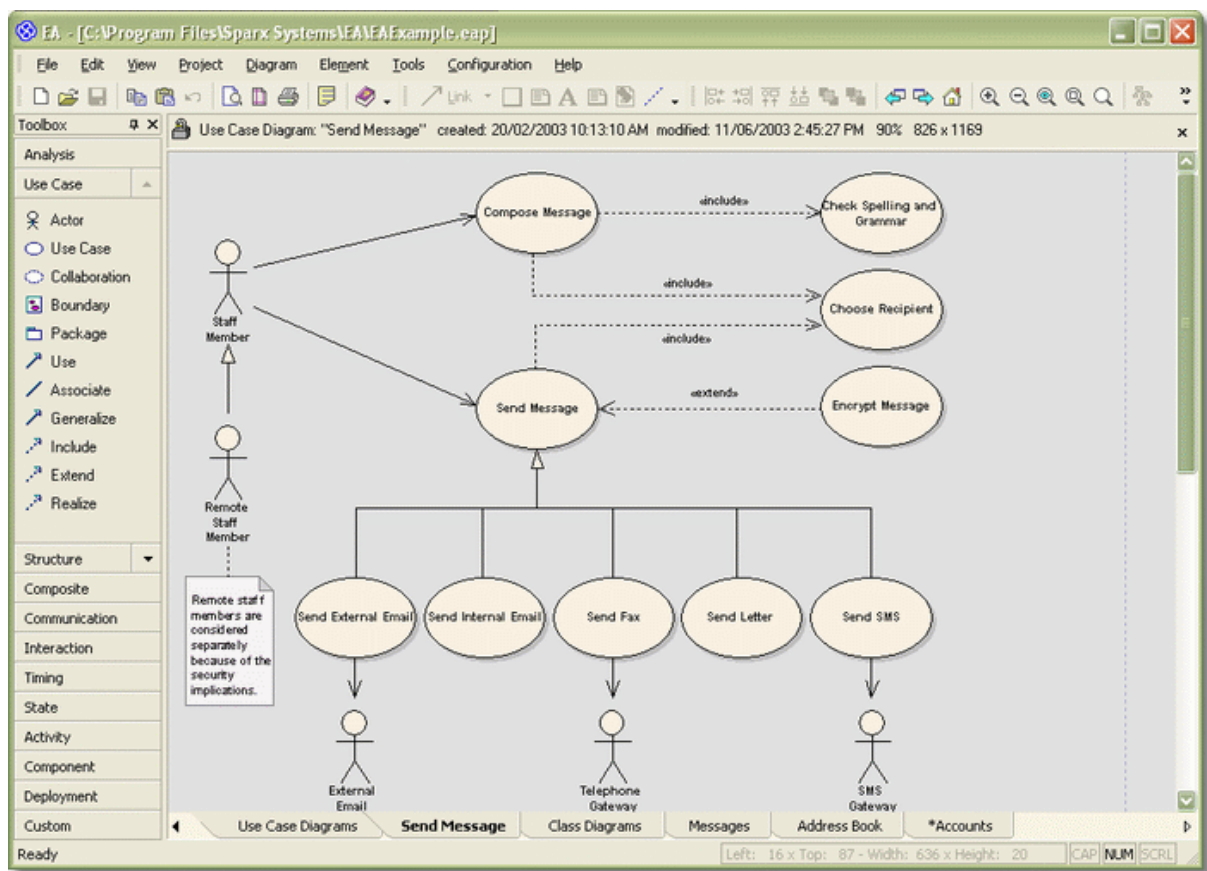 EA - [C:\Program Files\Sparx Systems\EA\EAExample.eap]
File Edit View Project Diagram Element Tools Configuration Help
Link
Toolbox
Use Case Diagram: "Send Message" created: 20/02/2003 10:13:10 AM modified: 11/06/2003 2:45:27 PM 90% 826 x 1169
Analysis
Use Case
Actor
Use Case
Collaboration
Boundary
Package
Use
Associate
Generalize
Include
Extend
Realize
Structure
Composite
Communication
Interaction
Timing
State
Activity
Component
Deployment
Custom
Compose Message
«include»
Check Spelling and
Grammar
Staff
Member
«include»
Choose Recipient
«include»
Send Message
«extend»
Encrypt Message
Remote
Staff
Member
Remote staff
members are
considered
separately
because of the
security
implications.
Send External Email
Send Internal Email
Send Fax
Send Letter
Send SMS
External
Email
Telephone
Gateway
SMS
Gateway
Use Case Diagrams Send Message Class Diagrams Messages Address Book *Accounts
Ready
Left: 16 x Top: 87 - Width: 636 x Height: 20 CAP NUM SCRL